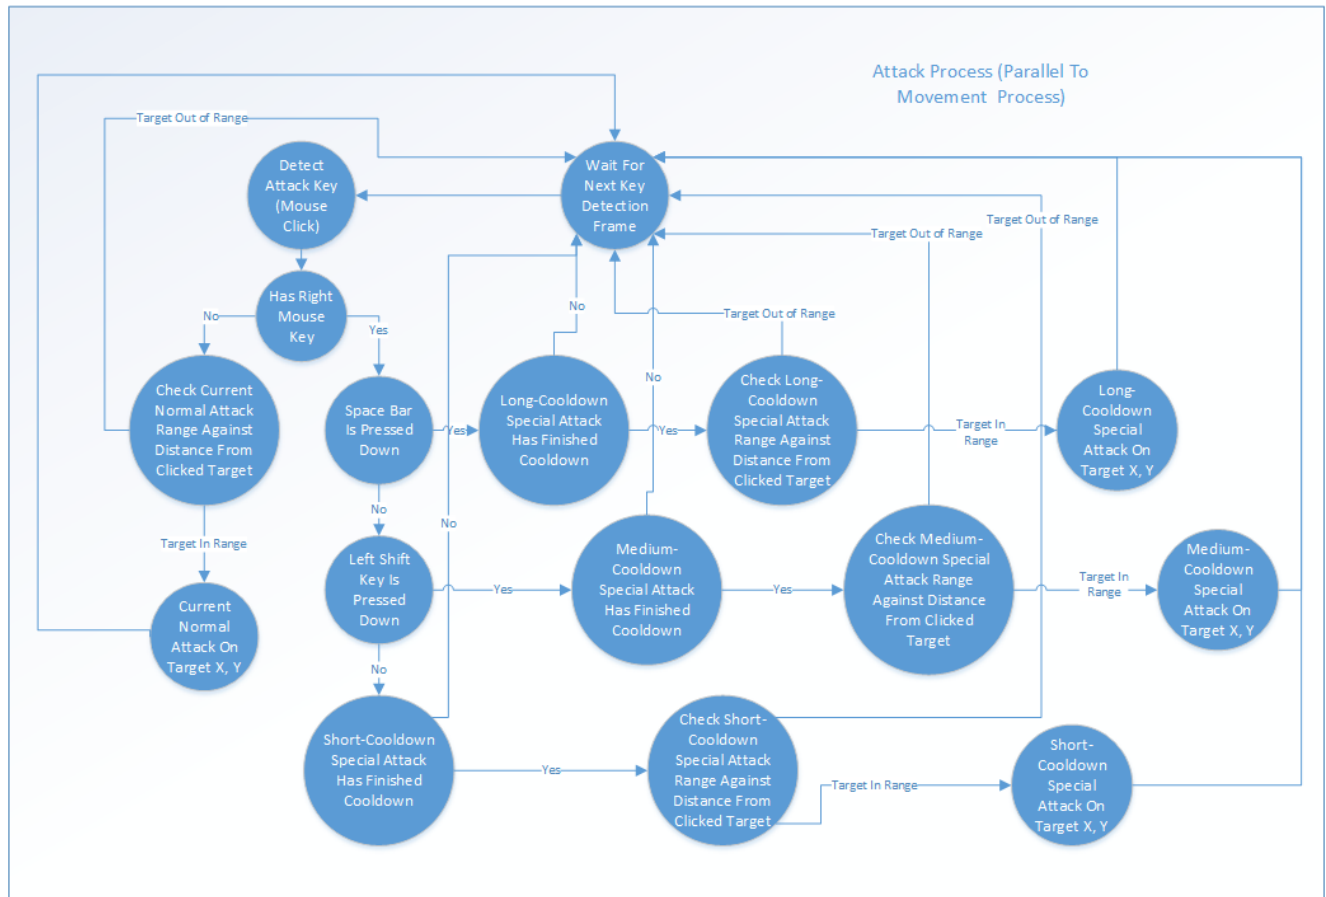 Attack Process (Parallel To
Movement Process)
Target Out of Range
Detect
Attack Key
(Mouse
Click)
Wait For
Next Key
Detection
Frame
Target Out of Range
Target Out of Range
Has Right
Mouse
Key
No
Yes
No
Target Out of Range
No
Check Current
Normal Attack
Range Against
Distance From
Clicked Target
Space Bar
Is Pressed
Down
Yes
Long-Cooldown
Special Attack
Has Finished
Cooldown
Yes
Check Long-
Cooldown
Special Attack
Range Against
Distance From
Clicked Target
Target In
Range
Long-
Cooldown
Special
Attack On
Target X, Y
No
No
Target In Range
Left Shift
Key Is
Pressed
Down
Yes
Medium-
Cooldown
Special Attack
Has Finished
Cooldown
Yes
Check Medium-
Cooldown Special
Attack Range
Against Distance
From Clicked
Target
Target In
Range
Medium-
Cooldown
Special
Attack On
Target X, Y
Current
Normal
Attack On
Target X, Y
No
Short-Cooldown
Special Attack
Has Finished
Cooldown
Yes
Check Short-
Cooldown
Special Attack
Range Against
Distance From
Clicked Target
Target In Range
Short-
Cooldown
Special
Attack On
Target X, Y